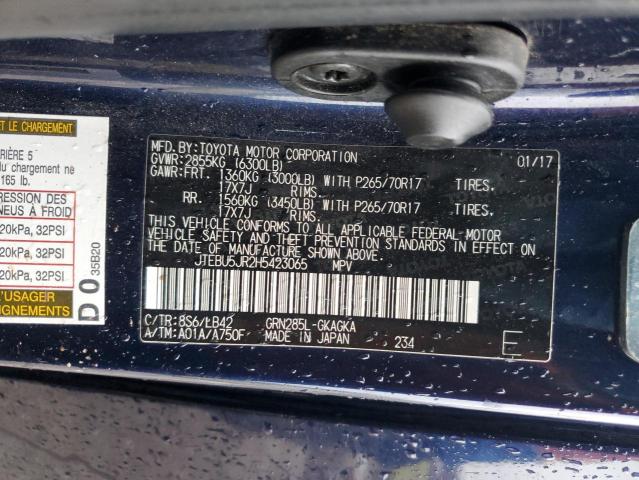 ET LE CHARGEMENT
RIÈRE 5
du chargement ne
165 lb.
RESSION DES
NEUS À FROID
20kPa, 32PSI
20kPa, 32PSI
kPa, 32PSI
L'USAGER
IGNEMENTS
D 0 35B20
MFD. BY: TOYOTA MOTOR CORPORATION 01/17
GVWR: 2855KG (6300LB)
GAWR: FRT. 1360KG (3000LB) WITH P265/70R17 TIRES,
17X7J RIMS.
RR. 1560KG (3450LB) WITH P265/70R17 TIRES,
17X7J RIMS.
THIS VEHICLE CONFORMS TO ALL APPLICABLE FEDERAL MOTOR
VEHICLE SAFETY AND THEFT PREVENTION STANDARDS IN EFFECT ON
THE DATE OF MANUFACTURE SHOWN ABOVE.
JTEBU5JR2H5423065 MPV
C/TR: 8S6/LB42 GRN285L-GKAGKA
A/TM: A01A/A750F MADE IN JAPAN 234 E